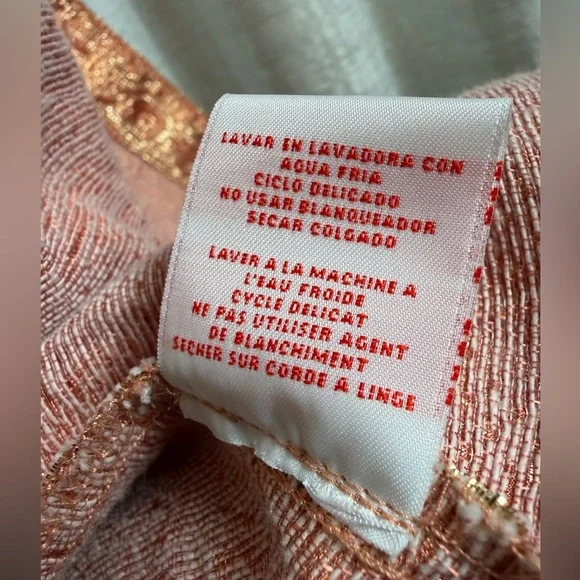 LAVAR EN LAVADORA CON
AGUA FRIA
CICLO DELICADO
NO USAR BLANQUEADOR
SECAR COLGADO
LAVER A LA MACHINE A
L'EAU FROIDE
CYCLE DELICAT
NE PAS UTILISER AGENT
DE BLANCHIMENT
SECHER SUR CORDE A LINGE